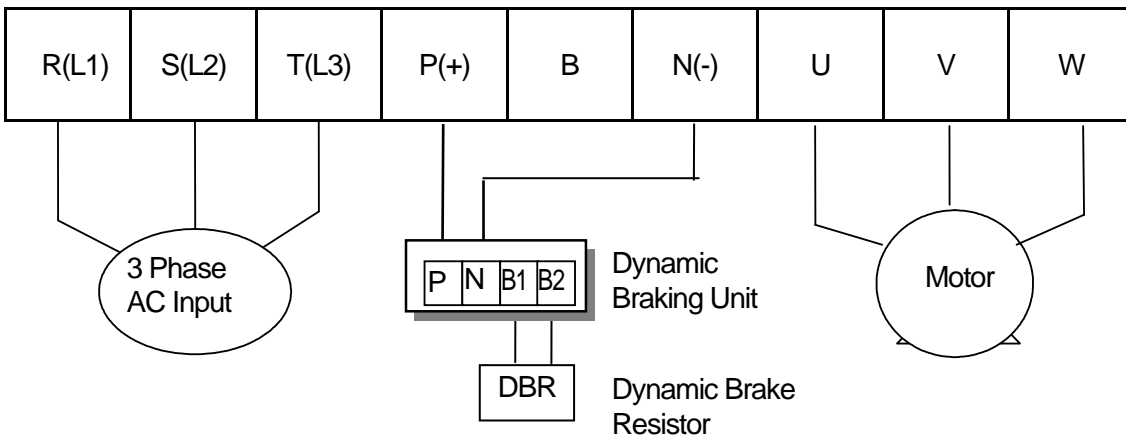 R(L1) S(L2) T(L3) P(+) B N(-) U V W
3 Phase
AC Input
P N B1 B2
Dynamic
Braking Unit
Motor
DBR
Dynamic Brake
Resistor